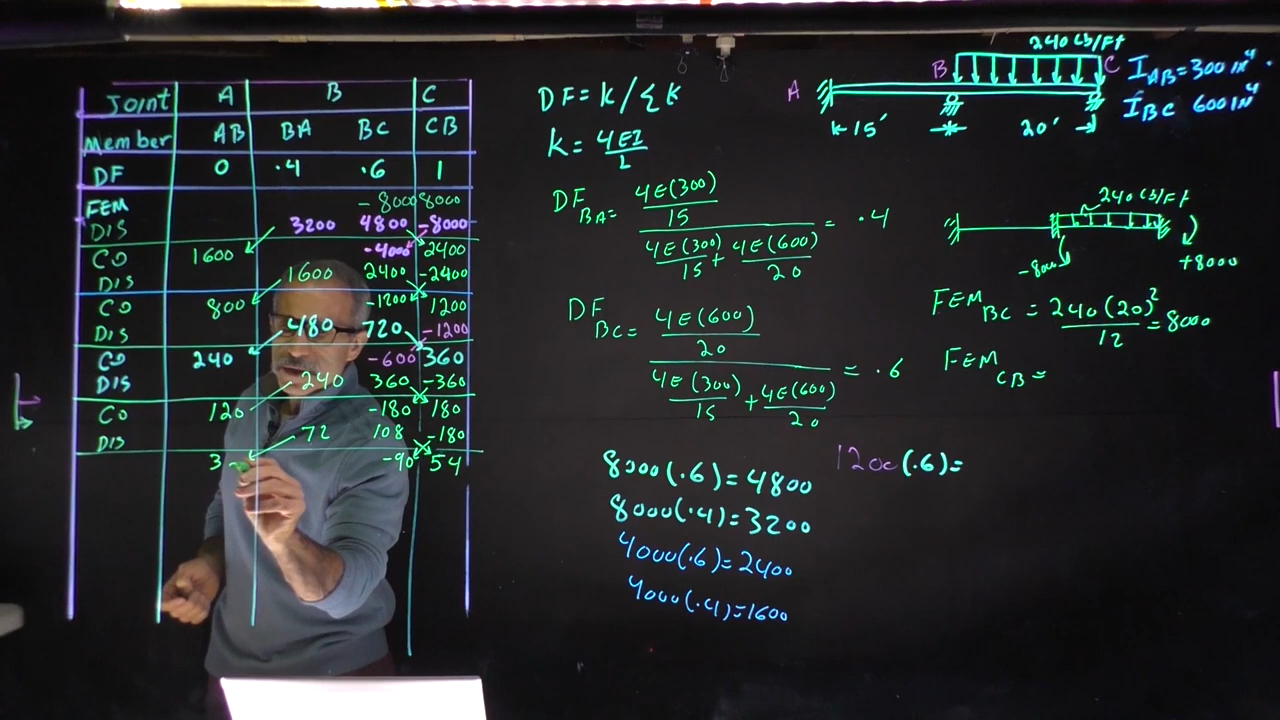 Joint A B C
Member AB BA BC CB
DF 0 .4 .6 1
FEM -8000 8000
DIS 3200 4800 -8000
CO 1600 -4000 2400
DIS 1600 2400 -2400
CO 800 -1200 1200
DIS 480 720 -1200
CO 240 -600 360
DIS 240 360 -360
CO 120 -180 180
DIS 72 108 -180
3 -90 54
DF = K / Σ K
K = 4EI / L
DF BA = 4E(300) / 15
4E(300) / 15 + 4E(600) / 20 = .4
DF BC = 4E(600) / 20
4E(300) / 15 + 4E(600) / 20 = .6
8000(.6) = 4800
8000(.4) = 3200
4000(.6) = 2400
4000(.4) = 1600
1200(.6) =
240 lb/Ft
A B C
15' 20'
I AB = 300 IN⁴
I BC 600 IN⁴
240 lb/Ft
-8000 +8000
FEM BC = 240(20)² / 12 = 8000
FEM CB =